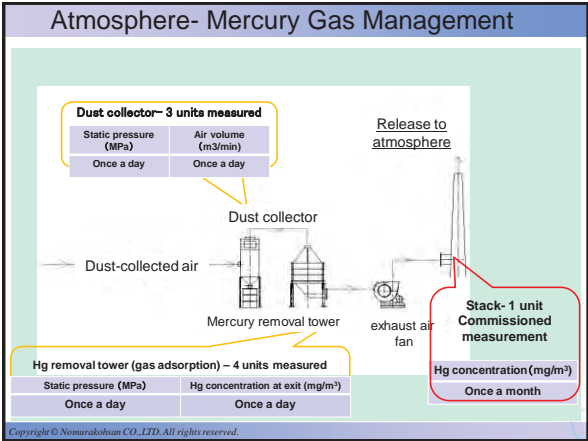 Atmosphere- Mercury Gas Management
Dust collector– 3 units measured
Static pressure (MPa)
Air volume (m3/min)
Once a day
Once a day
Release to
atmosphere
Dust collector
Dust-collected air
Mercury removal tower
exhaust air
fan
Stack- 1 unit
Commissioned
measurement
Hg concentration(mg/m³)
Once a month
Hg removal tower (gas adsorption) – 4 units measured
Static pressure (MPa)
Hg concentration at exit (mg/m³)
Once a day
Once a day
Copyright © Nomurakohsan CO.,LTD. All rights reserved.